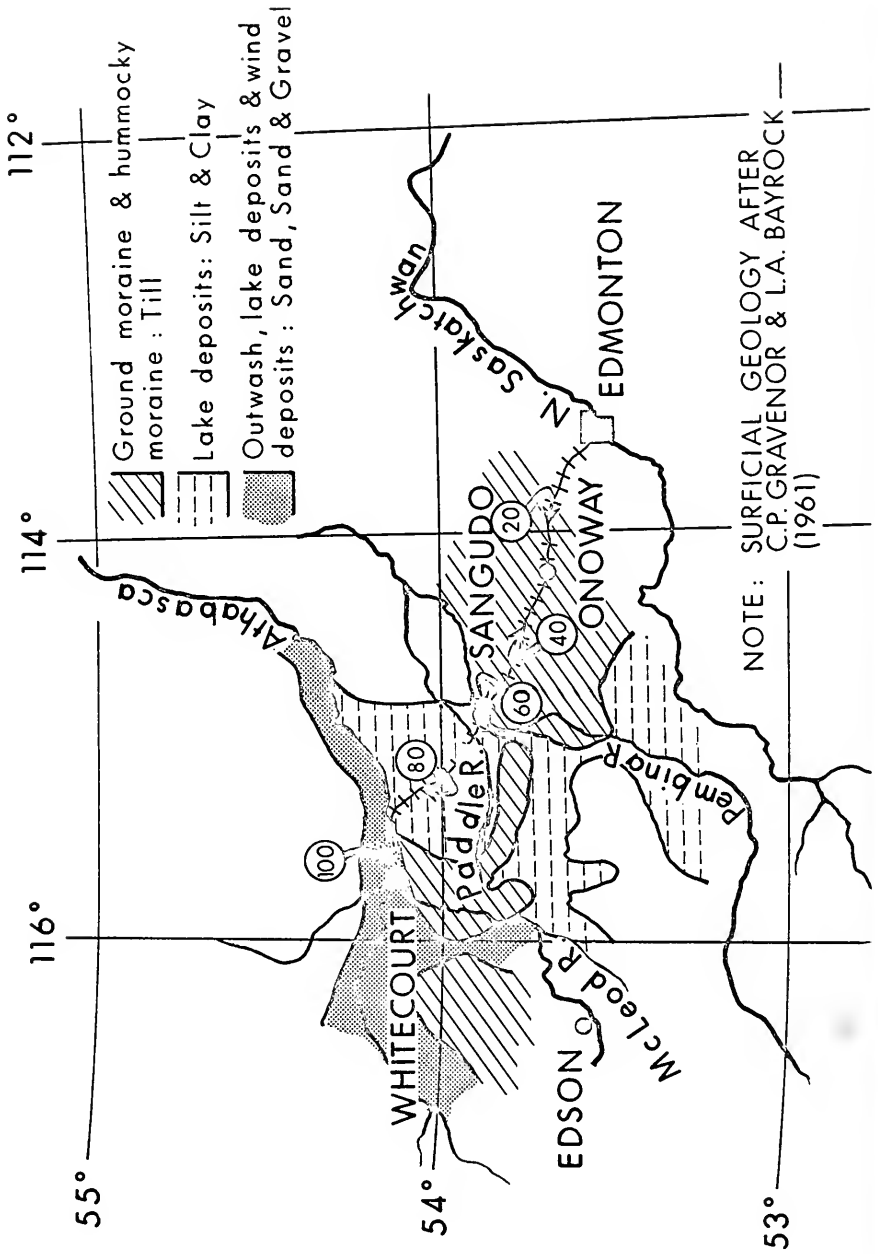 116°
114°
112°
55°
54°
53°
Ground moraine & hummocky
moraine : Till
Lake deposits: Silt & Clay
Outwash, lake deposits & wind
deposits : Sand, Sand & Gravel
Athabasca
N. Saskatchwan
100
80
60
40
20
WHITECOURT
Paddle R.
SANGUDO
ONOWAY
EDMONTON
Pembina R
EDSON
McLeod R
NOTE: SURFICIAL GEOLOGY AFTER
C.P. GRAVENOR & L.A. BAYROCK
(1961)